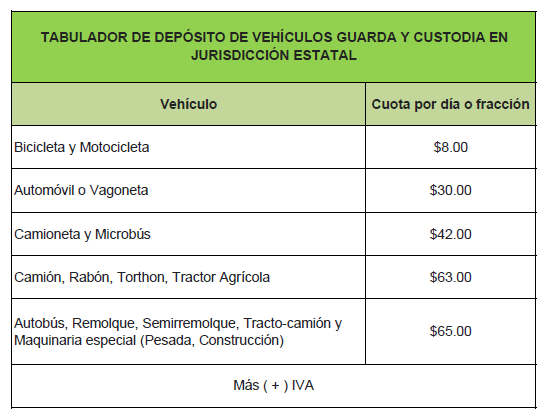 TABULADOR DE DEPÓSITO DE VEHÍCULOS GUARDA Y CUSTODIA EN
JURISDICCIÓN ESTATAL
Vehículo Cuota por día o fracción
Bicicleta y Motocicleta $8.00
Automóvil o Vagoneta $30.00
Camioneta y Microbús $42.00
Camión, Rabón, Torthon, Tractor Agrícola $63.00
Autobús, Remolque, Semirremolque, Tracto-camión y
Maquinaria especial (Pesada, Construcción) $65.00
Más ( + ) IVA